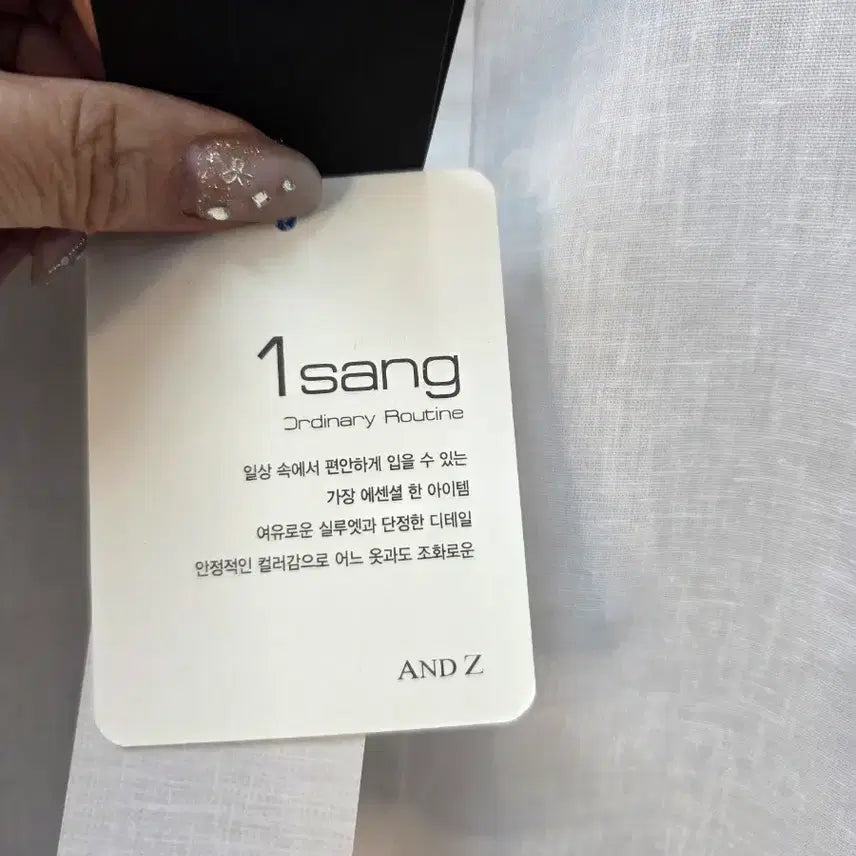 1sang
Ordinary Routine
일상 속에서 편안하게 입을 수 있는
가장 에센셜 한 아이템
여유로운 실루엣과 단정한 디테일
안정적인 컬러감으로 어느 옷과도 조화로운
AND Z